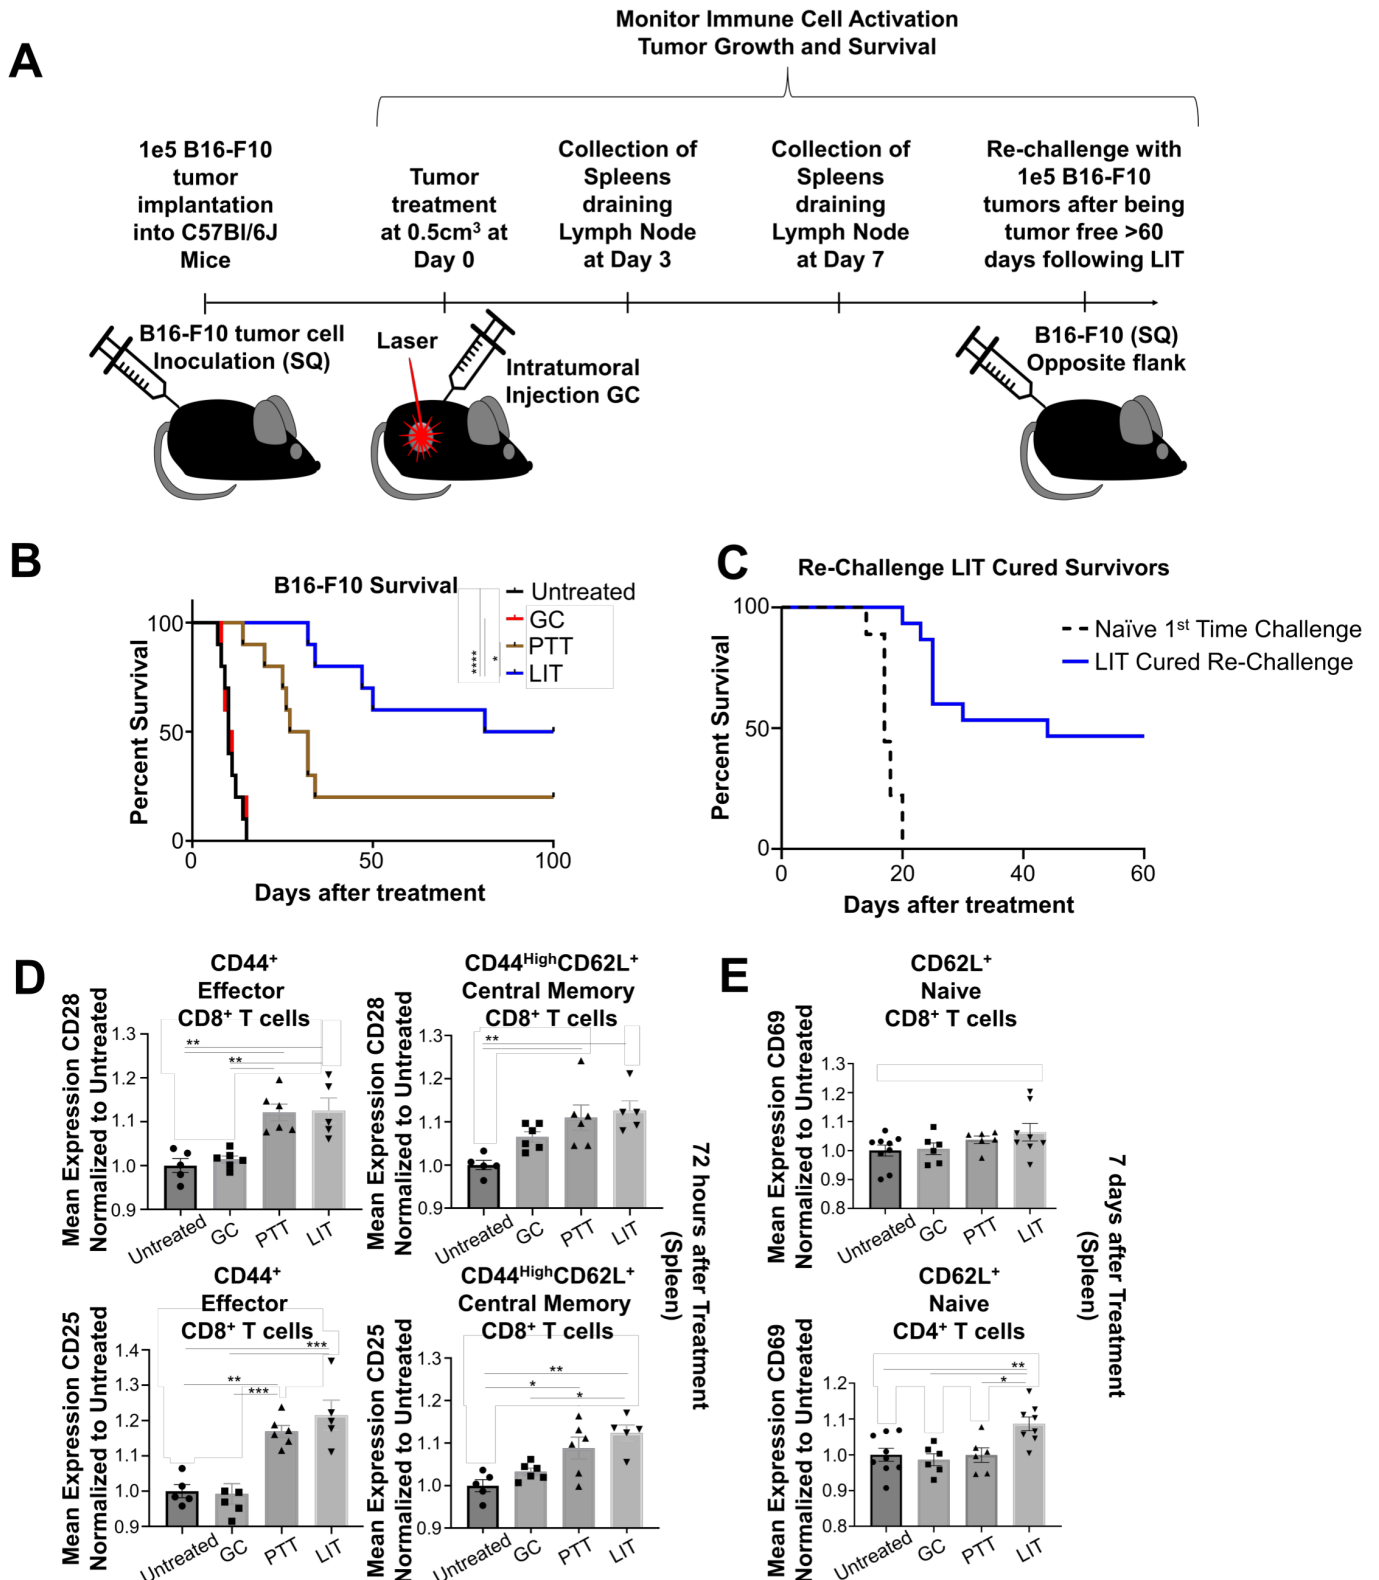 A
Monitor Immune Cell Activation
Tumor Growth and Survival
1e5 B16-F10
tumor
implantation
into C57Bl/6J
Mice
Tumor
treatment
at 0.5cm³ at
Day 0
Collection of
Spleens
draining
Lymph Node
at Day 3
Collection of
Spleens
draining
Lymph Node
at Day 7
Re-challenge with
1e5 B16-F10
tumors after being
tumor free >60
days following LIT
B16-F10 tumor cell
Inoculation (SQ)
Laser
Intratumoral
Injection GC
B16-F10 (SQ)
Opposite flank
B
B16-F10 Survival
Untreated
GC
PTT
LIT
****
*
Percent Survival
100
50
0
0
50
100
Days after treatment
C
Re-Challenge LIT Cured Survivors
Naïve 1st Time Challenge
LIT Cured Re-Challenge
Percent Survival
100
50
0
0
20
40
60
Days after treatment
D
CD44⁺
Effector
CD8⁺ T cells
Mean Expression CD28
Normalized to Untreated
1.3
1.2
1.1
1.0
0.9
**
**
Untreated
GC
PTT
LIT
CD44HighCD62L⁺
Central Memory
CD8⁺ T cells
Mean Expression CD28
Normalized to Untreated
1.3
1.2
1.1
1.0
0.9
**
Untreated
GC
PTT
LIT
CD44⁺
Effector
CD8⁺ T cells
Mean Expression CD25
Normalized to Untreated
1.4
1.3
1.2
1.1
1.0
0.9
***
**
***
Untreated
GC
PTT
LIT
CD44HighCD62L⁺
Central Memory
CD8⁺ T cells
Mean Expression CD25
Normalized to Untreated
1.3
1.2
1.1
1.0
0.9
**
*
*
Untreated
GC
PTT
LIT
72 hours after Treatment
(Spleen)
E
CD62L⁺
Naive
CD8⁺ T cells
Mean Expression CD69
Normalized to Untreated
1.3
1.2
1.1
1.0
0.9
0.8
Untreated
GC
PTT
LIT
CD62L⁺
Naive
CD4⁺ T cells
Mean Expression CD69
Normalized to Untreated
1.2
1.1
1.0
0.9
0.8
**
*
Untreated
GC
PTT
LIT
7 days after Treatment
(Spleen)